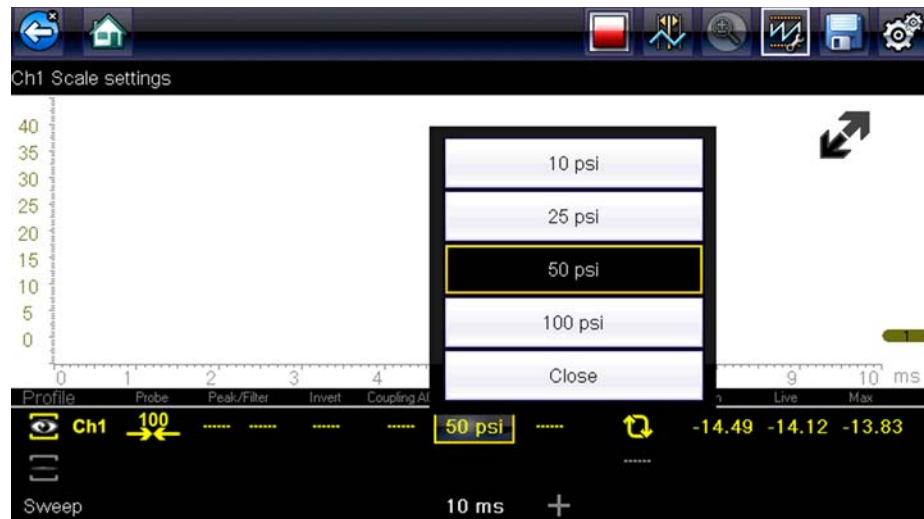 Ch1 Scale settings
40
35
30
25
20
15
10
5
0
10 psi
25 psi
50 psi
100 psi
Close
1
0 1 2 3 4 9 10 ms
Profile Probe Peak/Filter Invert Coupling Live Max
Ch1 100 ----- ----- ----- ----- 50 psi ----- -14.49 -14.12 -13.83
-----
Sweep 10 ms +